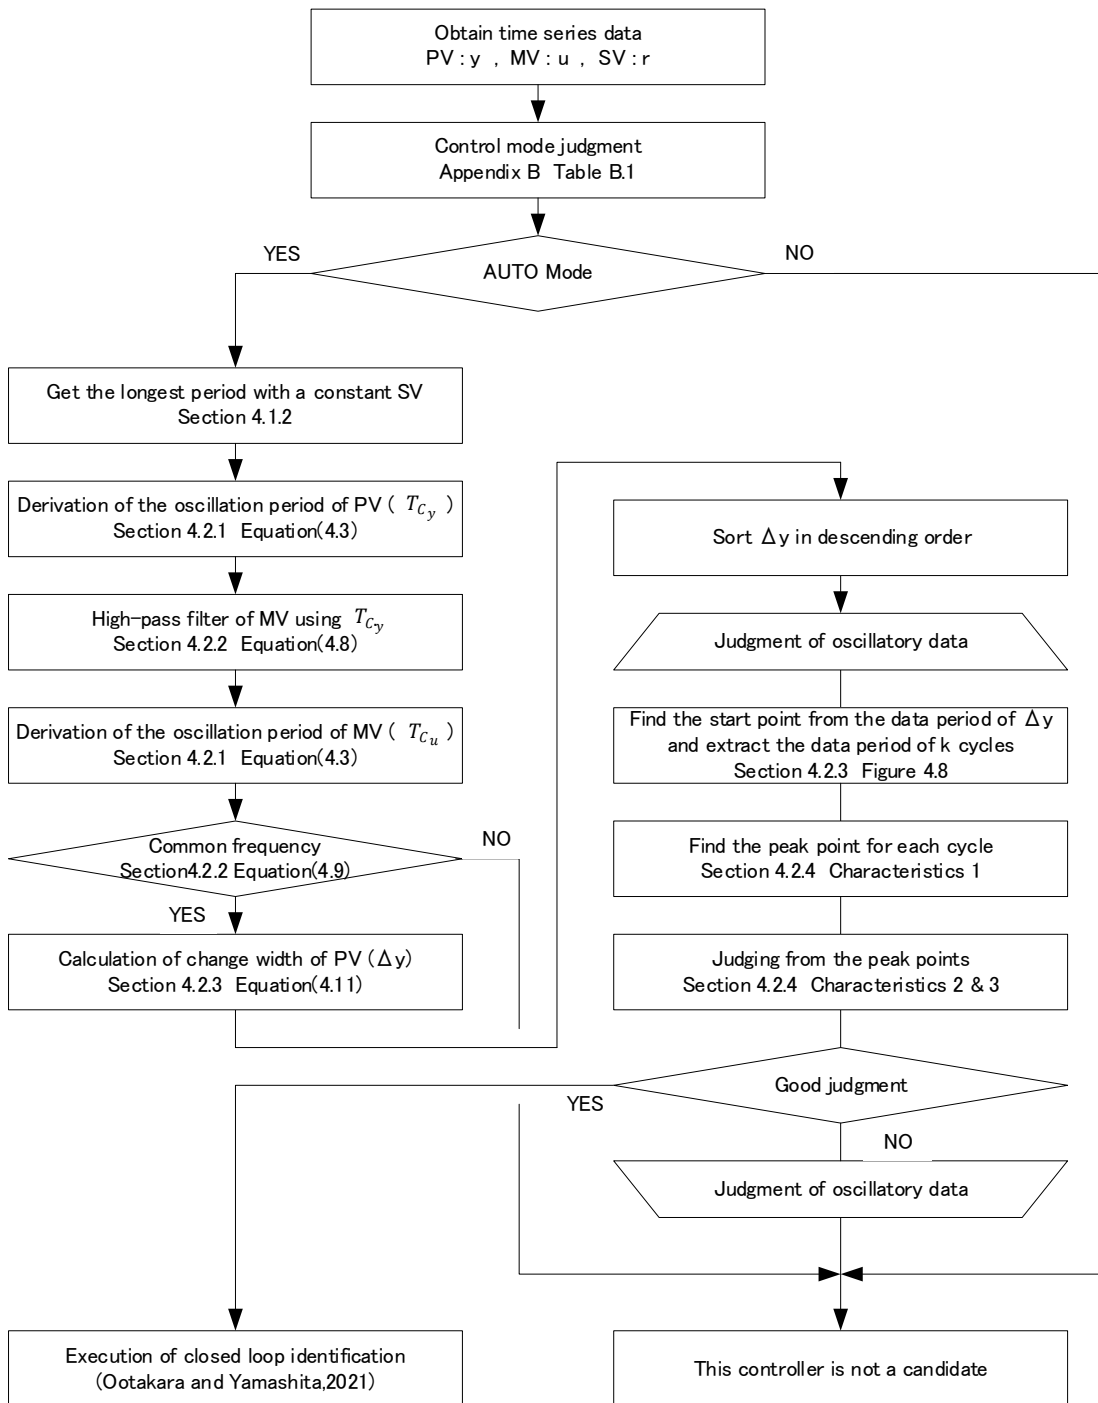 Obtain time series data
PV : y , MV : u , SV : r
Control mode judgment
Appendix B Table B.1
YES
AUTO Mode
NO
Get the longest period with a constant SV
Section 4.1.2
Derivation of the oscillation period of PV ( T_{C_y} )
Section 4.2.1 Equation(4.3)
High-pass filter of MV using T_{C_y}
Section 4.2.2 Equation(4.8)
Derivation of the oscillation period of MV ( T_{C_u} )
Section 4.2.1 Equation(4.3)
Common frequency
Section4.2.2 Equation(4.9)
NO
YES
Calculation of change width of PV (Δy)
Section 4.2.3 Equation(4.11)
Sort Δy in descending order
Judgment of oscillatory data
Find the start point from the data period of Δy
and extract the data period of k cycles
Section 4.2.3 Figure 4.8
Find the peak point for each cycle
Section 4.2.4 Characteristics 1
Judging from the peak points
Section 4.2.4 Characteristics 2 & 3
Good judgment
YES
NO
Judgment of oscillatory data
Execution of closed loop identification
(Ootakara and Yamashita,2021)
This controller is not a candidate